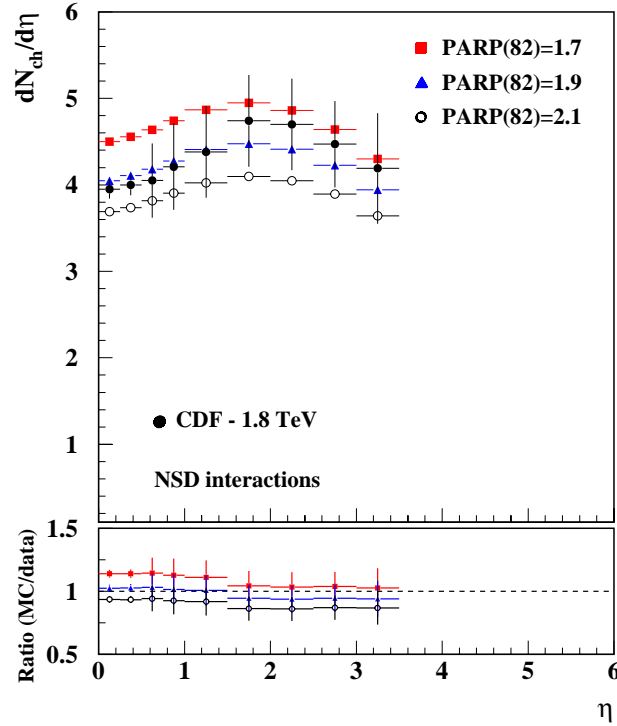 dN_ch/dη
6
5
4
3
2
1
PARP(82)=1.7
PARP(82)=1.9
PARP(82)=2.1
CDF - 1.8 TeV
NSD interactions
Ratio (MC/data)
1.5
1
0.5
0 1 2 3 4 5 6
η